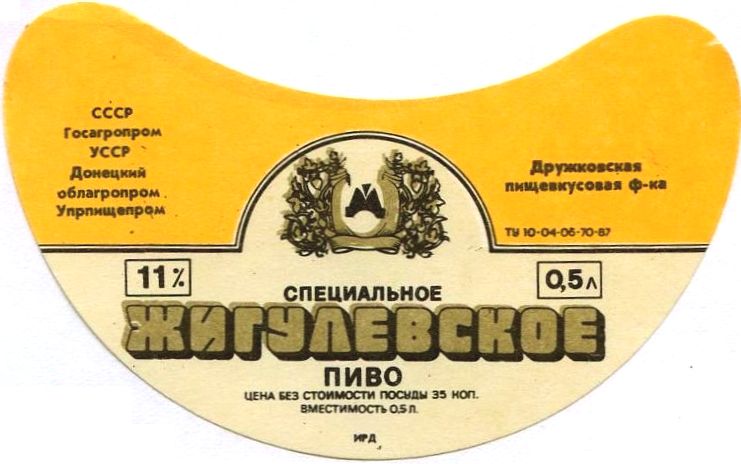 СССР
Госагропром
УССР
Донецкий
облагропром
Упрпищепром
Дружковская
пищевкусовая ф-ка
ТУ 10-04-06-70-87
11%
0,5л
СПЕЦИАЛЬНОЕ
ЖИГУЛЕВСКОЕ
ПИВО
ЦЕНА БЕЗ СТОИМОСТИ ПОСУДЫ 35 КОП.
ВМЕСТИМОСТЬ 0,5 Л.
ИРД